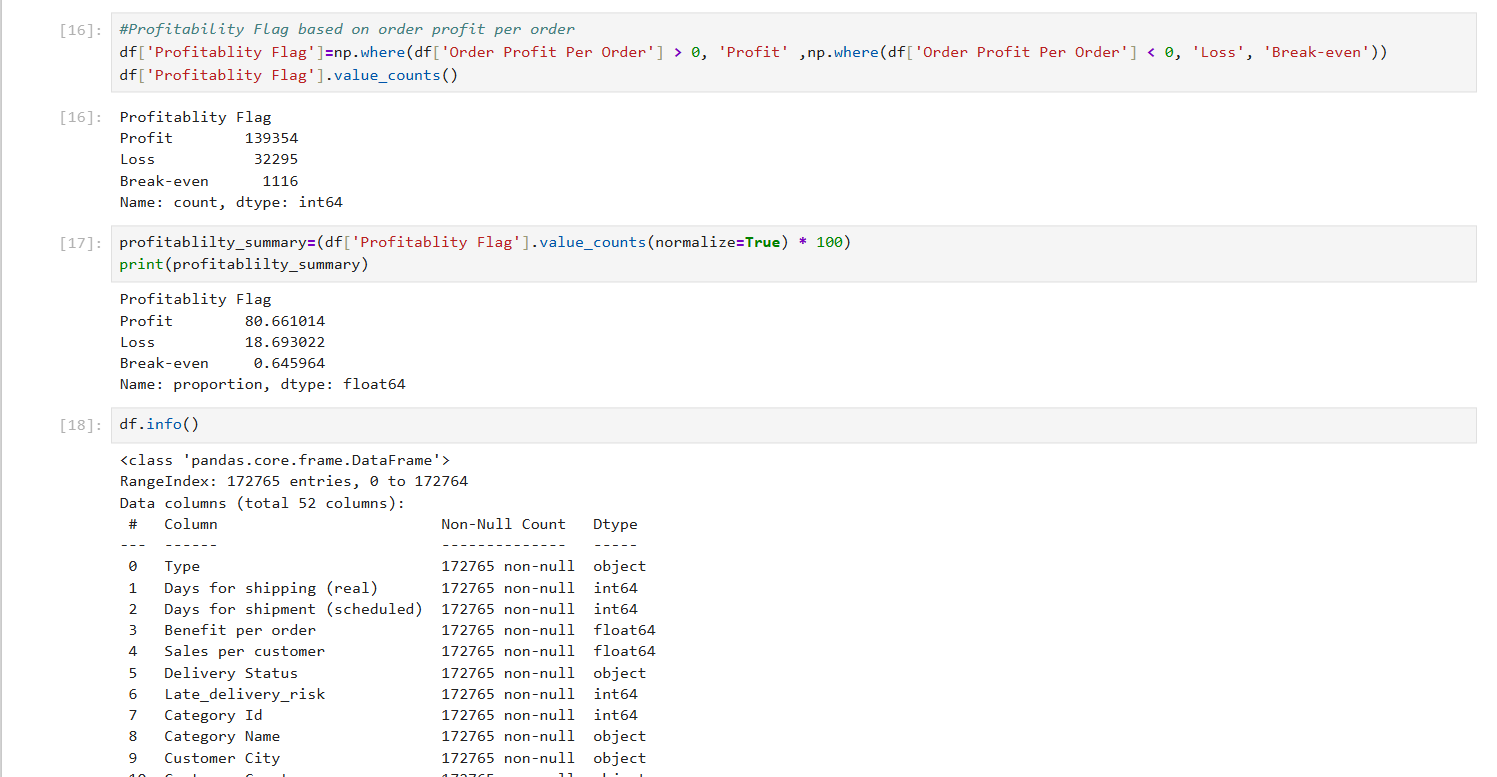 [16]: #Profitability Flag based on order profit per order
df['Profitablity Flag']=np.where(df['Order Profit Per Order'] > 0, 'Profit' ,np.where(df['Order Profit Per Order'] < 0, 'Loss', 'Break-even'))
df['Profitablity Flag'].value_counts()
[16]: Profitablity Flag
Profit 139354
Loss 32295
Break-even 1116
Name: count, dtype: int64
[17]: profitablilty_summary=(df['Profitablity Flag'].value_counts(normalize=True) * 100)
print(profitablilty_summary)
Profitablity Flag
Profit 80.661014
Loss 18.693022
Break-even 0.645964
Name: proportion, dtype: float64
[18]: df.info()
<class 'pandas.core.frame.DataFrame'>
RangeIndex: 172765 entries, 0 to 172764
Data columns (total 52 columns):
# Column Non-Null Count Dtype
--- ------ -------------- -----
0 Type 172765 non-null object
1 Days for shipping (real) 172765 non-null int64
2 Days for shipment (scheduled) 172765 non-null int64
3 Benefit per order 172765 non-null float64
4 Sales per customer 172765 non-null float64
5 Delivery Status 172765 non-null object
6 Late_delivery_risk 172765 non-null int64
7 Category Id 172765 non-null int64
8 Category Name 172765 non-null object
9 Customer City 172765 non-null object